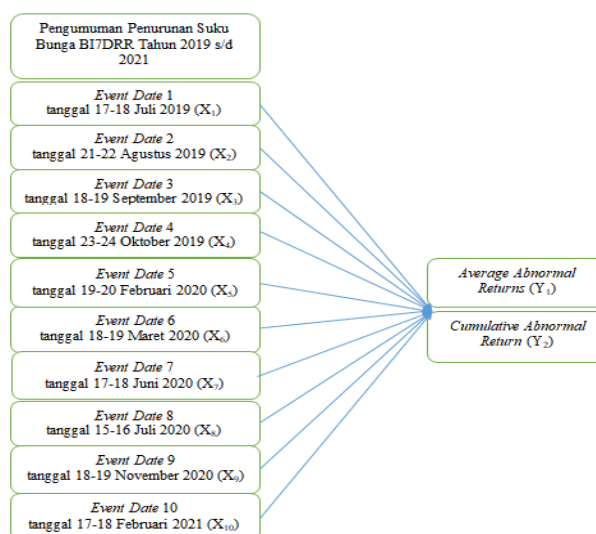 Pengumuman Penurunan Suku
Bunga BI7DRR Tahun 2019 s/d
2021
Event Date 1
tanggal 17-18 Juli 2019 (X₁)
Event Date 2
tanggal 21-22 Agustus 2019 (X₂)
Event Date 3
tanggal 18-19 September 2019 (X₃)
Event Date 4
tanggal 23-24 Oktober 2019 (X₄)
Event Date 5
tanggal 19-20 Februari 2020 (X₅)
Event Date 6
tanggal 18-19 Maret 2020 (X₆)
Event Date 7
tanggal 17-18 Juni 2020 (X₇)
Event Date 8
tanggal 15-16 Juli 2020 (X₈)
Event Date 9
tanggal 18-19 November 2020 (X₉)
Event Date 10
tanggal 17-18 Februari 2021 (X₁₀)
Average Abnormal
Returns (Y₁)
Cumulative Abnormal
Return (Y₂)